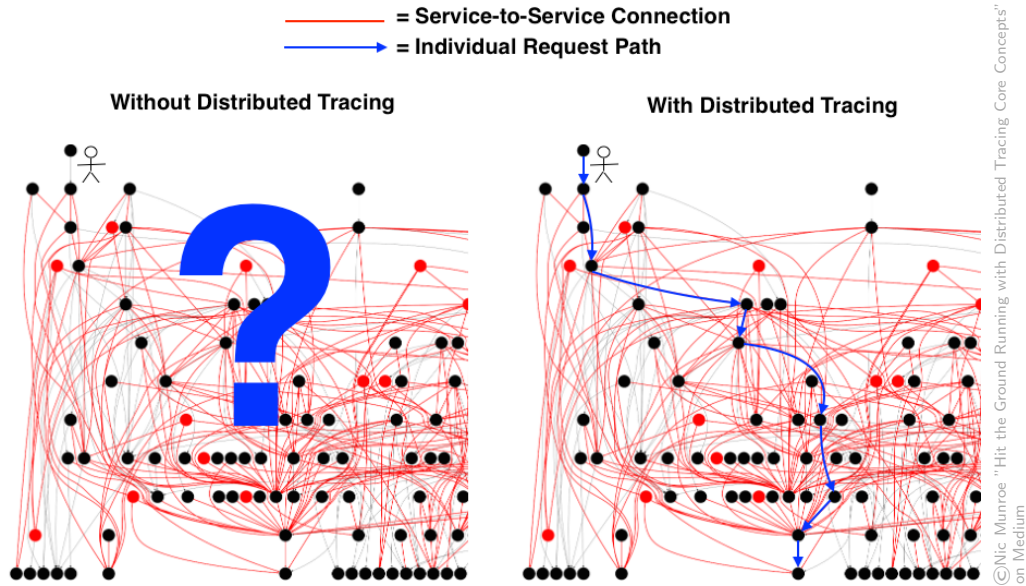 = Service-to-Service Connection
= Individual Request Path
Without Distributed Tracing
With Distributed Tracing
?
©Nic Munroe "Hit the Ground Running with Distributed Tracing Core Concepts"
on Medium